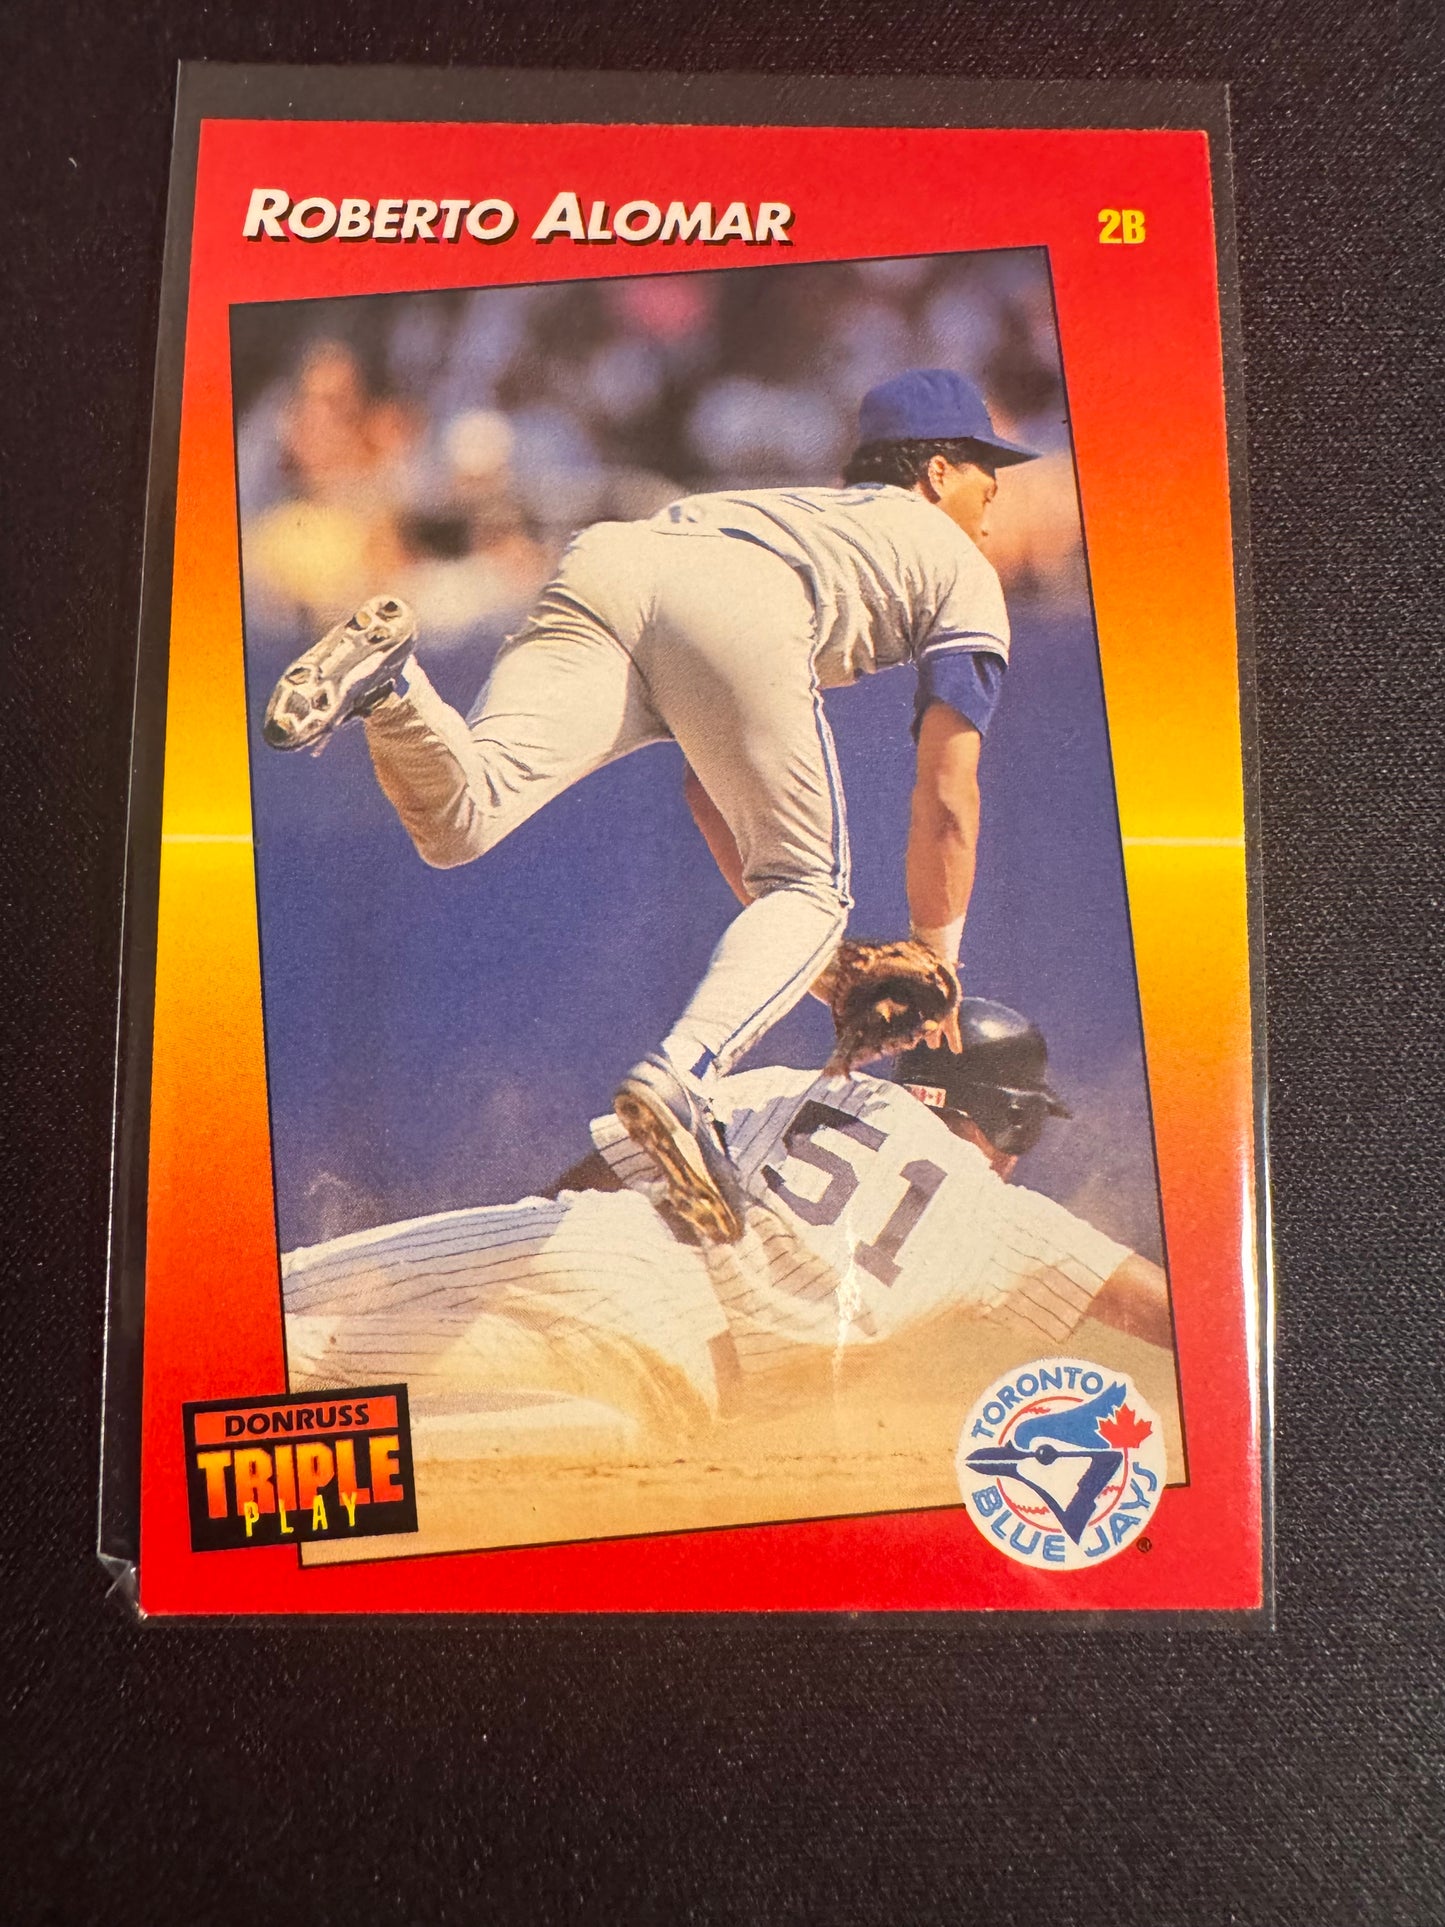 ROBERTO ALOMAR
2B
51
DONRUSS
TRIPLE
PLAY
TORONTO
BLUE JAYS